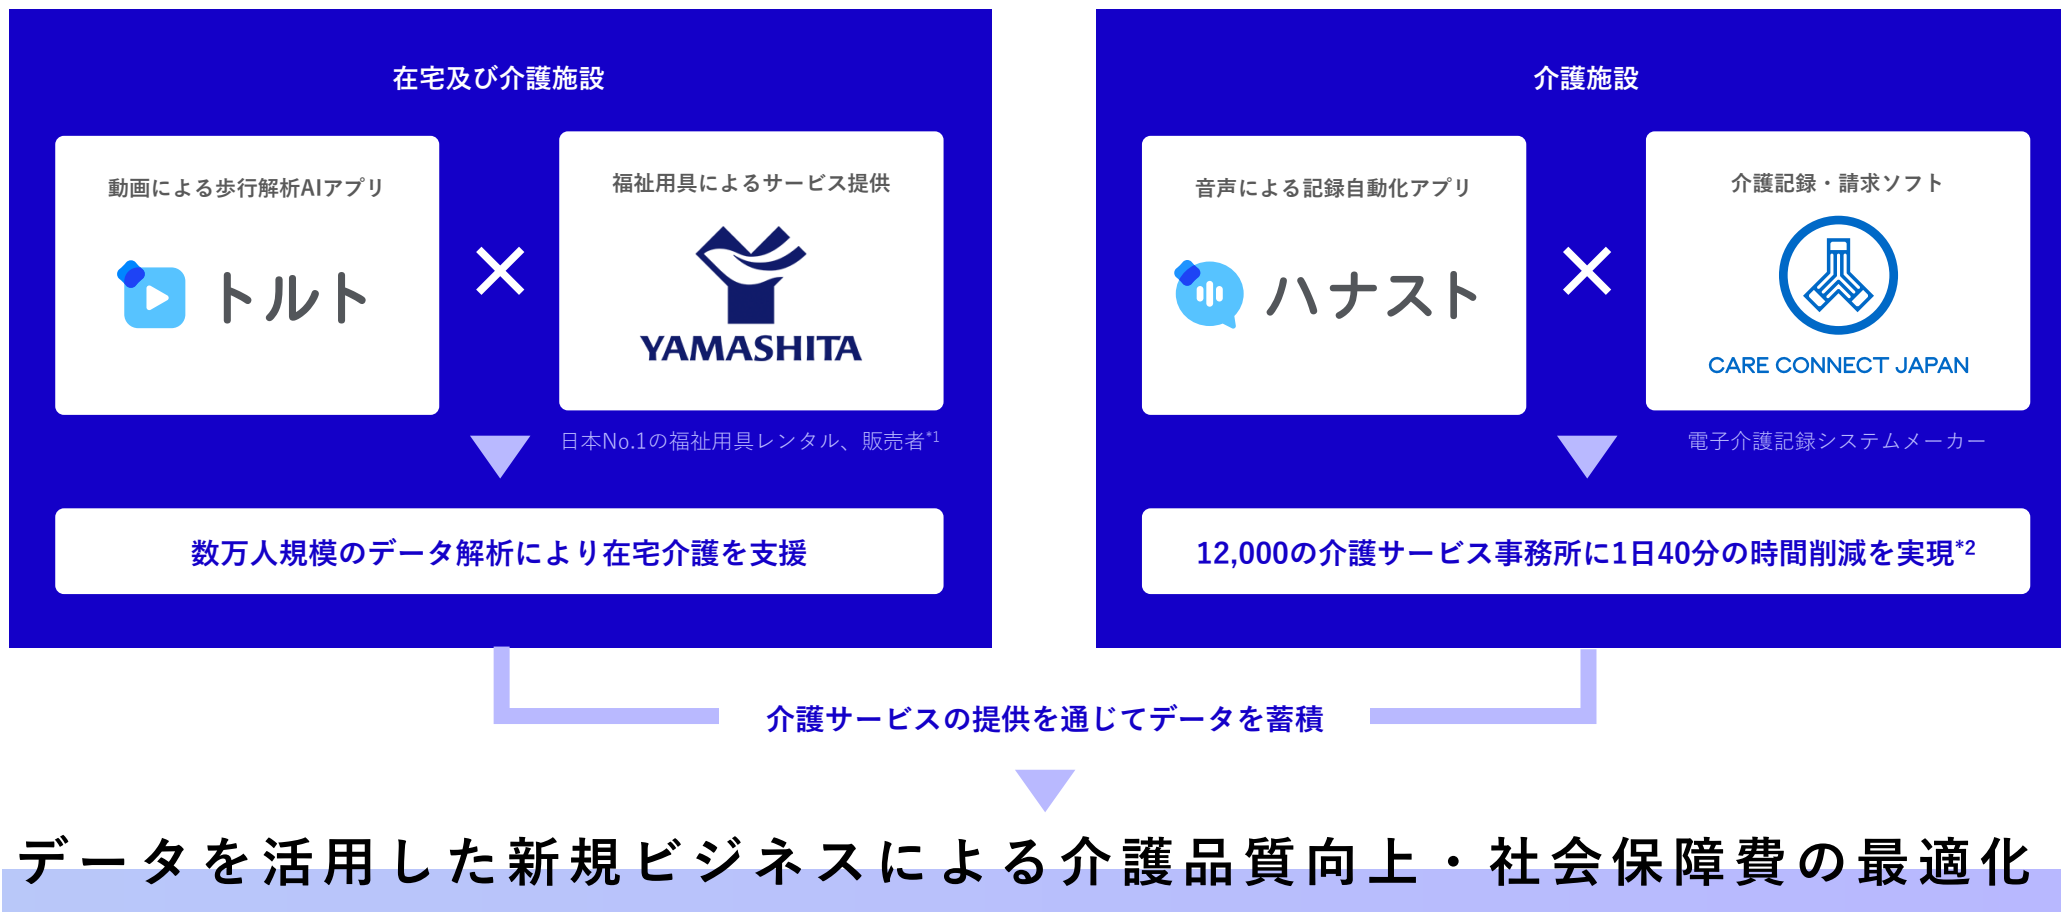 在宅及び介護施設
動画による歩行解析AIアプリ
トルト
×
福祉用具によるサービス提供
YAMASHITA
日本No.1の福祉用具レンタル、販売者*1
数万人規模のデータ解析により在宅介護を支援
介護施設
音声による記録自動化アプリ
ハナスト
×
介護記録・請求ソフト
CARE CONNECT JAPAN
電子介護記録システムメーカー
12,000の介護サービス事務所に1日40分の時間削減を実現*2
介護サービスの提供を通じてデータを蓄積
データを活用した新規ビジネスによる介護品質向上・社会保障費の最適化